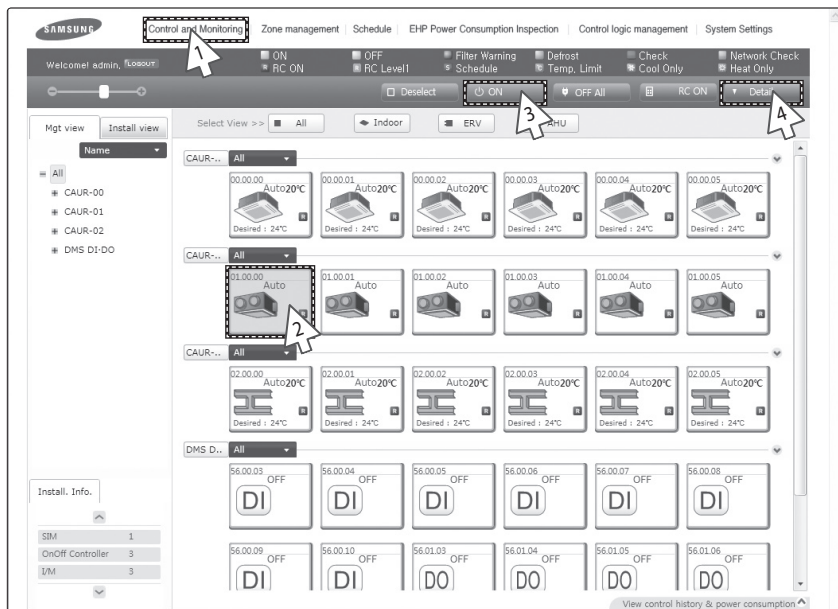 SAMSUNG
Control and Monitoring Zone management Schedule EHP Power Consumption Inspection Control logic management System Settings
1
Welcome! admin, LOGOUT
ON OFF Filter Warning Defrost Check Network Check
RC ON RC Level1 Schedule Temp. Limit Cool Only Heat Only
Deselect ON OFF All RC ON Detail
3
4
Mgt view Install view
Select View >> All Indoor ERV AHU
Name
All
CAUR-00
CAUR-01
CAUR-02
DMS DI-DO
CAUR-.. All
00.00.00 00.00.01 00.00.02 00.00.03 00.00.04 00.00.05
Auto20℃ Auto20℃ Auto20℃ Auto20℃ Auto20℃ Auto20℃
R R R R R R
Desired : 24℃ Desired : 24℃ Desired : 24℃ Desired : 24℃ Desired : 24℃ Desired : 24℃
CAUR-.. All
01.00.00 01.00.01 01.00.02 01.00.03 01.00.04 01.00.05
Auto Auto Auto Auto Auto Auto
R R R R R R
2
CAUR-.. All
02.00.00 02.00.01 02.00.02 02.00.03 02.00.04 02.00.05
Auto20℃ Auto20℃ Auto20℃ Auto20℃ Auto20℃ Auto20℃
R R R R R R
Desired : 24℃ Desired : 24℃ Desired : 24℃ Desired : 24℃ Desired : 24℃ Desired : 24℃
DMS D.. All
56.00.03 56.00.04 56.00.05 56.00.06 56.00.07 56.00.08
OFF OFF OFF OFF OFF OFF
DI DI DI DI DI DI
56.00.09 56.00.10 56.01.03 56.01.04 56.01.05 56.01.06
OFF OFF OFF OFF OFF OFF
DI DI DO DO DO DO
Install. Info.
SIM 1
OnOff Controller 3
I/M 3
View control history & power consumption